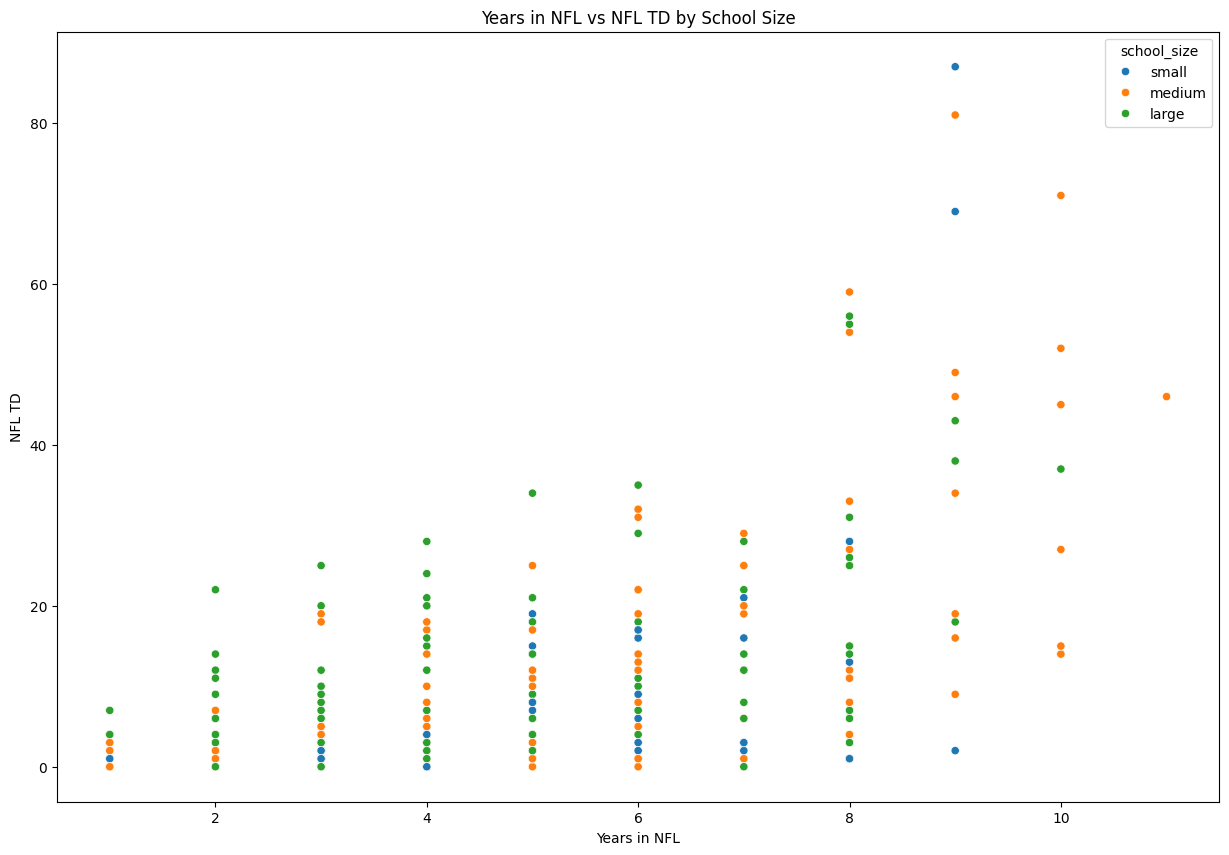 Years in NFL vs NFL TD by School Size
school_size
small
medium
large
80
60
40
20
0
NFL TD
2 4 6 8 10
Years in NFL